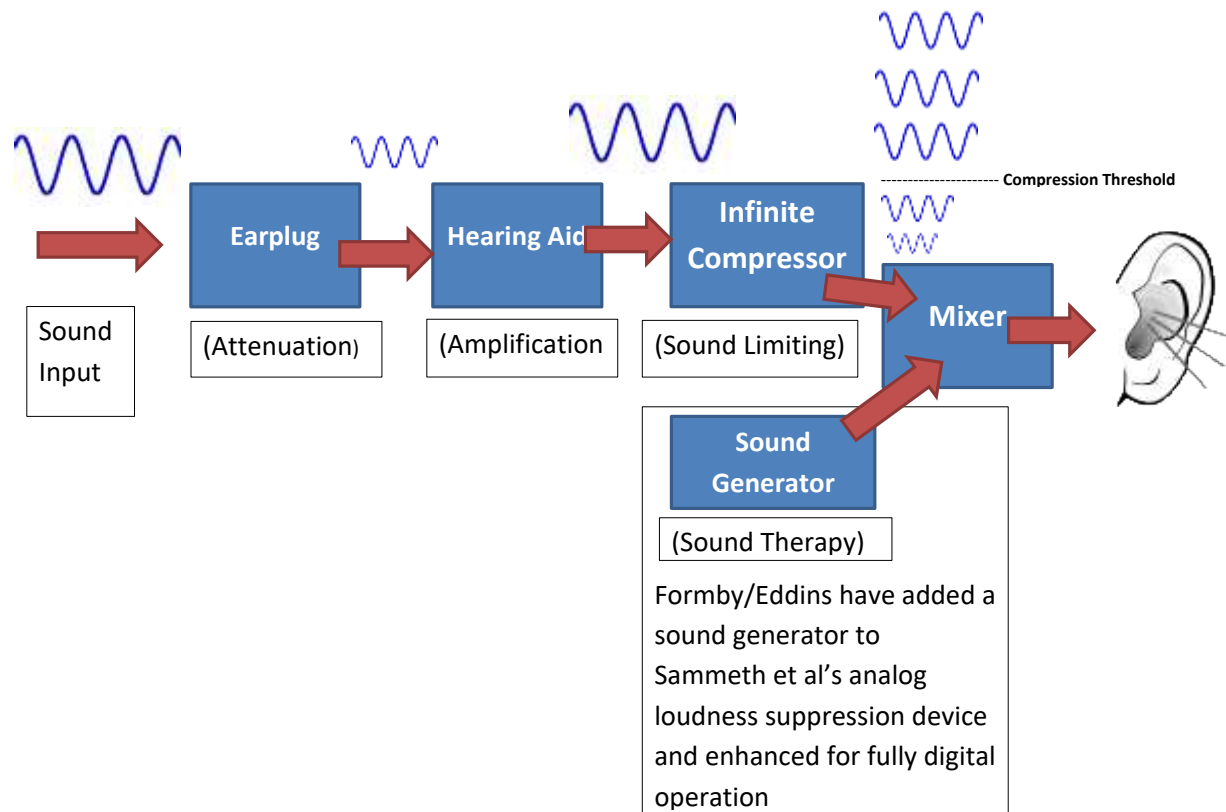 Compression Threshold
Earplug
Hearing Aid
Infinite
Compressor
Mixer
Sound
Input
(Attenuation)
(Amplification
(Sound Limiting)
Sound
Generator
(Sound Therapy)
Formby/Eddins have added a
sound generator to
Sammeth et al’s analog
loudness suppression device
and enhanced for fully digital
operation